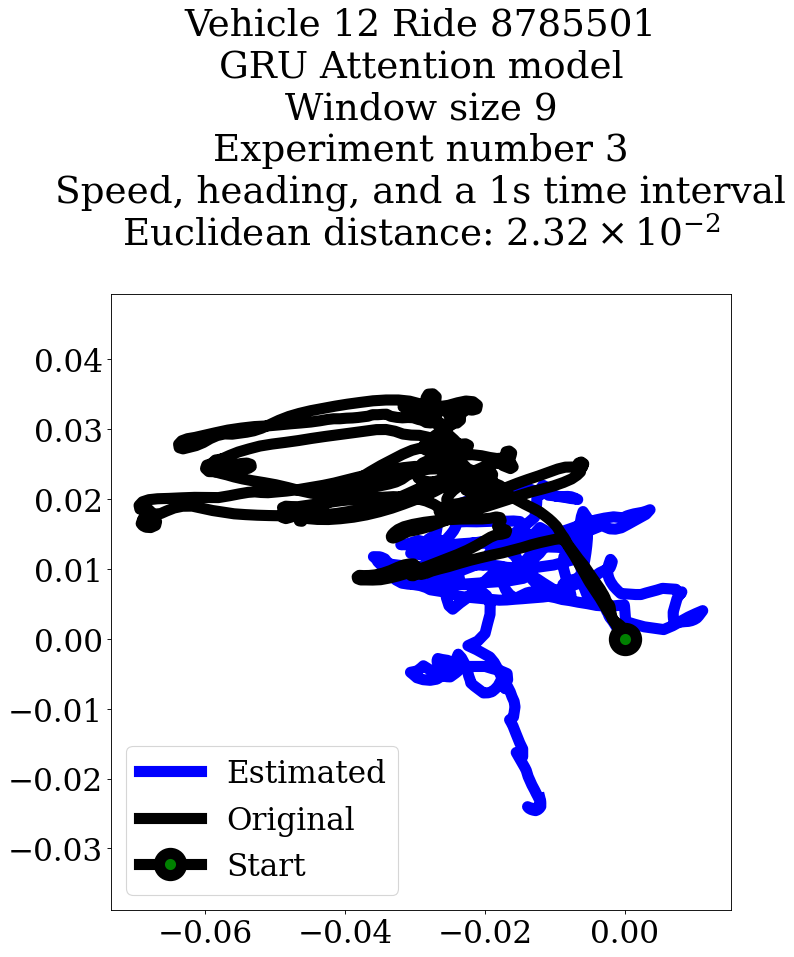 Vehicle 12 Ride 8785501
GRU Attention model
Window size 9
Experiment number 3
Speed, heading, and a 1s time interval
Euclidean distance: 2.32 × 10⁻²
0.04
0.03
0.02
0.01
0.00
−0.01
−0.02
−0.03
Estimated
Original
Start
−0.06 −0.04 −0.02 0.00